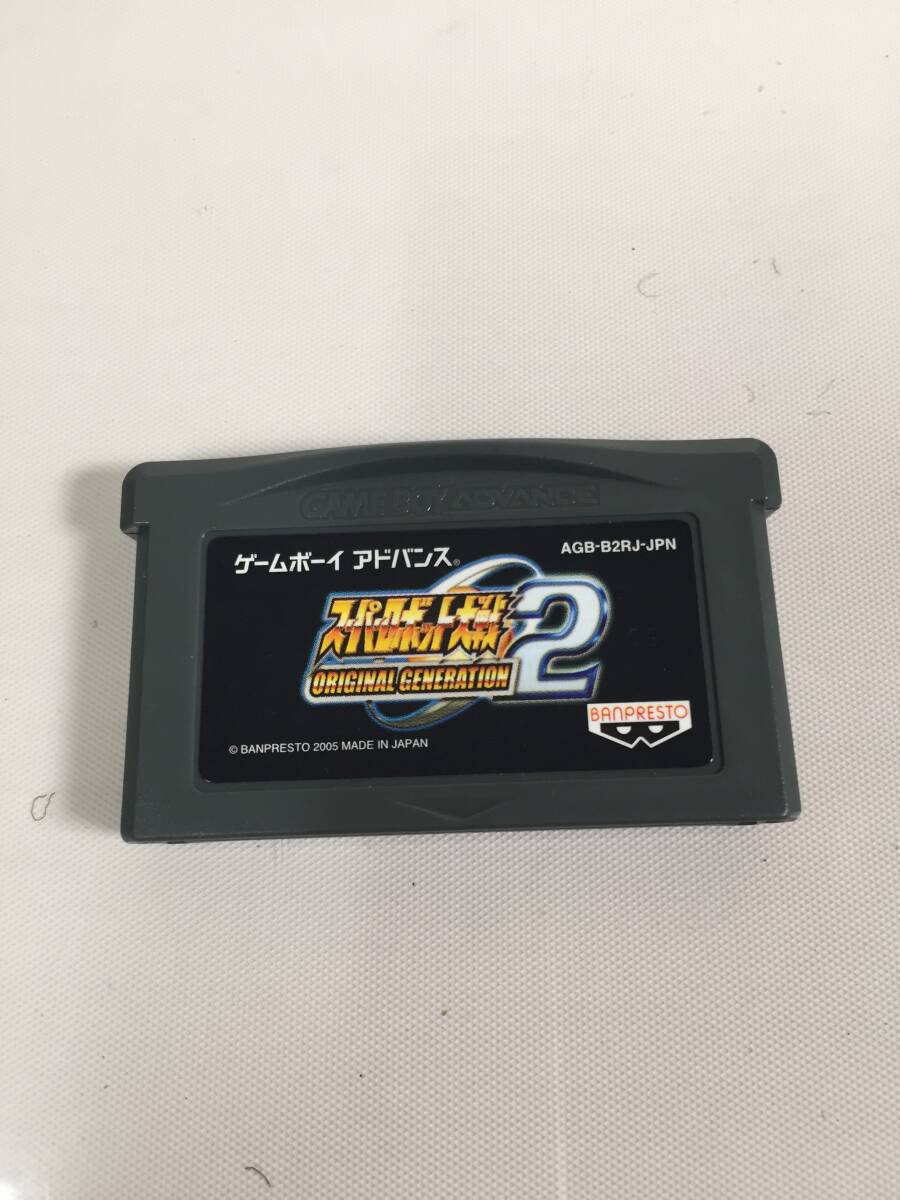 GAME BOY ADVANCE
ゲームボーイ アドバンス®
AGB-B2RJ-JPN
スーパーロボット大戦
2
ORIGINAL GENERATION
BANPRESTO
© BANPRESTO 2005 MADE IN JAPAN